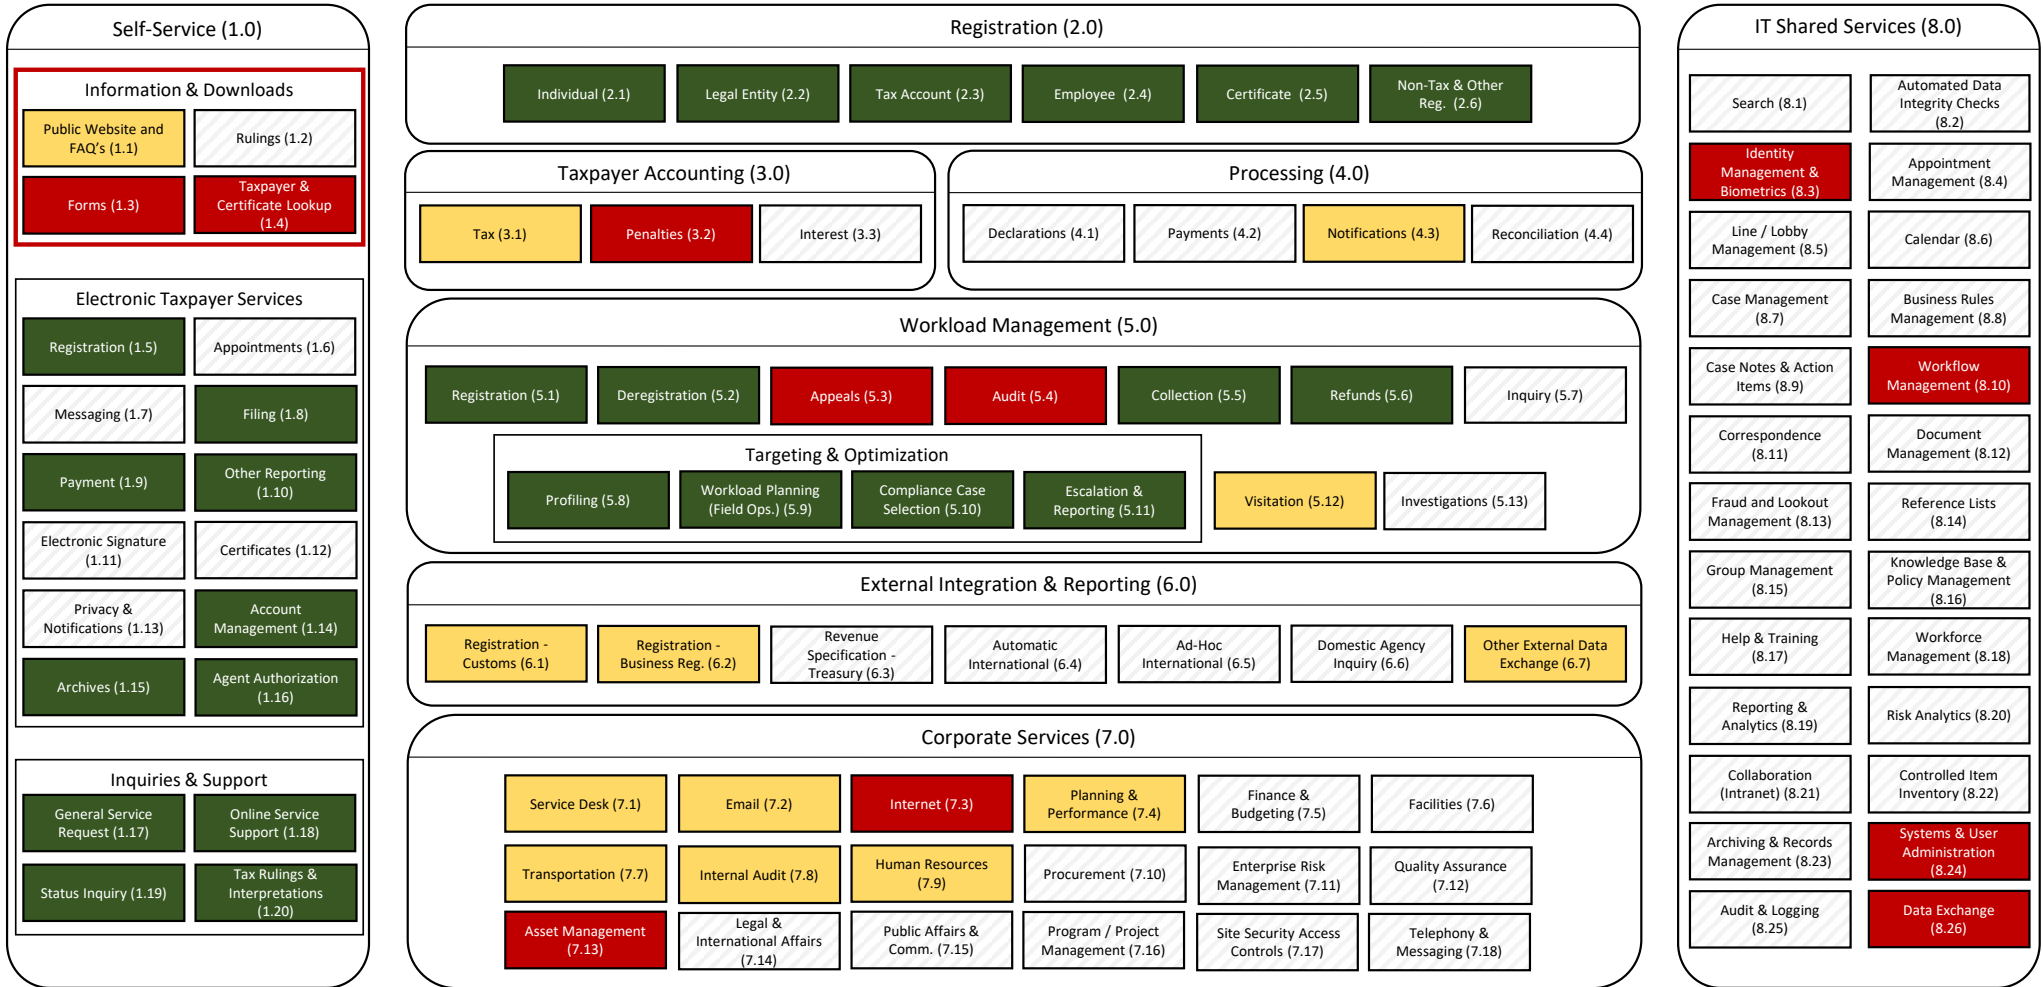 Self-Service (1.0)
Information & Downloads
Public Website and
FAQ's (1.1)
Rulings (1.2)
Forms (1.3)
Taxpayer &
Certificate Lookup
(1.4)
Electronic Taxpayer Services
Registration (1.5)
Appointments (1.6)
Messaging (1.7)
Filing (1.8)
Payment (1.9)
Other Reporting
(1.10)
Electronic Signature
(1.11)
Certificates (1.12)
Privacy &
Notifications (1.13)
Account
Management (1.14)
Archives (1.15)
Agent Authorization
(1.16)
Inquiries & Support
General Service
Request (1.17)
Online Service
Support (1.18)
Status Inquiry (1.19)
Tax Rulings &
Interpretations
(1.20)
Registration (2.0)
Individual (2.1)
Legal Entity (2.2)
Tax Account (2.3)
Employee (2.4)
Certificate (2.5)
Non-Tax & Other
Reg. (2.6)
Taxpayer Accounting (3.0)
Tax (3.1)
Penalties (3.2)
Interest (3.3)
Processing (4.0)
Declarations (4.1)
Payments (4.2)
Notifications (4.3)
Reconciliation (4.4)
Workload Management (5.0)
Registration (5.1)
Deregistration (5.2)
Appeals (5.3)
Audit (5.4)
Collection (5.5)
Refunds (5.6)
Inquiry (5.7)
Targeting & Optimization
Profiling (5.8)
Workload Planning
(Field Ops.) (5.9)
Compliance Case
Selection (5.10)
Escalation &
Reporting (5.11)
Visitation (5.12)
Investigations (5.13)
External Integration & Reporting (6.0)
Registration -
Customs (6.1)
Registration -
Business Reg. (6.2)
Revenue
Specification -
Treasury (6.3)
Automatic
International (6.4)
Ad-Hoc
International (6.5)
Domestic Agency
Inquiry (6.6)
Other External Data
Exchange (6.7)
Corporate Services (7.0)
Service Desk (7.1)
Email (7.2)
Internet (7.3)
Planning &
Performance (7.4)
Finance &
Budgeting (7.5)
Facilities (7.6)
Transportation (7.7)
Internal Audit (7.8)
Human Resources
(7.9)
Procurement (7.10)
Enterprise Risk
Management (7.11)
Quality Assurance
(7.12)
Asset Management
(7.13)
Legal &
International Affairs
(7.14)
Public Affairs &
Comm. (7.15)
Program / Project
Management (7.16)
Site Security Access
Controls (7.17)
Telephony &
Messaging (7.18)
IT Shared Services (8.0)
Search (8.1)
Automated Data
Integrity Checks
(8.2)
Identity
Management &
Biometrics (8.3)
Appointment
Management (8.4)
Line / Lobby
Management (8.5)
Calendar (8.6)
Case Management
(8.7)
Business Rules
Management (8.8)
Case Notes & Action
Items (8.9)
Workflow
Management (8.10)
Correspondence
(8.11)
Document
Management (8.12)
Fraud and Lookout
Management (8.13)
Reference Lists
(8.14)
Group Management
(8.15)
Knowledge Base &
Policy Management
(8.16)
Help & Training
(8.17)
Workforce
Management (8.18)
Reporting &
Analytics (8.19)
Risk Analytics (8.20)
Collaboration
(Intranet) (8.21)
Controlled Item
Inventory (8.22)
Archiving & Records
Management (8.23)
Systems & User
Administration
(8.24)
Audit & Logging
(8.25)
Data Exchange
(8.26)